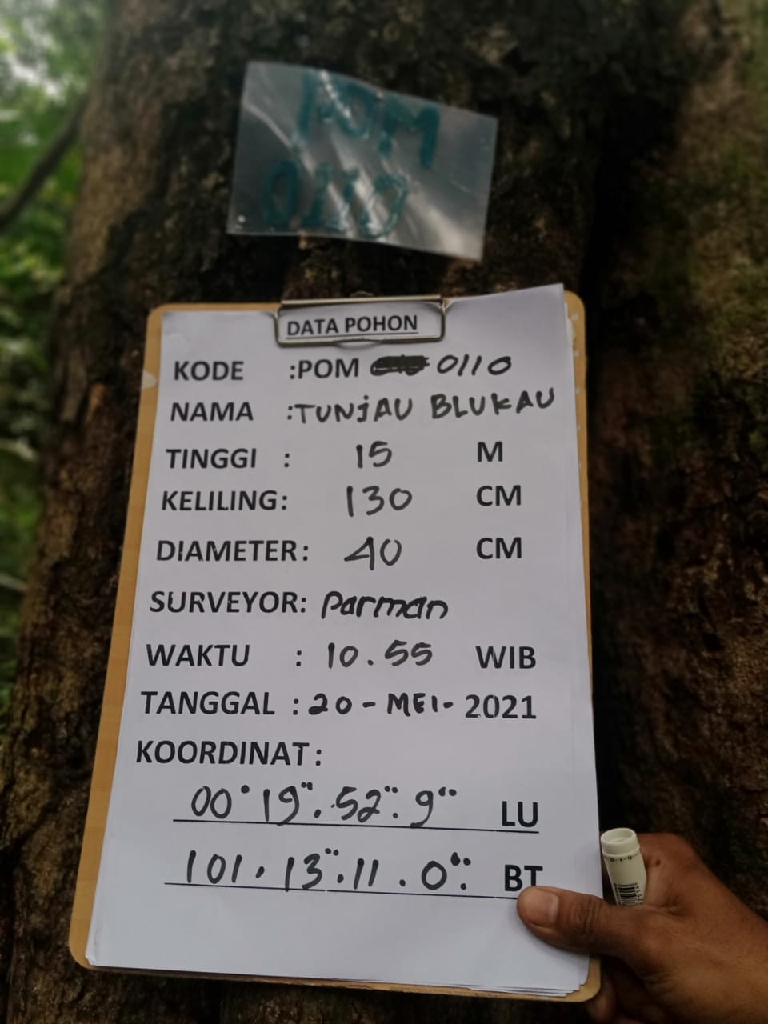 POM
0110
DATA POHON
KODE :POM 0110
NAMA :TUNJAU BLUKAU
TINGGI : 15 M
KELILING: 130 CM
DIAMETER: 40 CM
SURVEYOR: Parman
WAKTU : 10.55 WIB
TANGGAL : 20 - MEI - 2021
KOORDINAT:
00° 19". 52". 9" LU
101. 13". 11. 0". BT